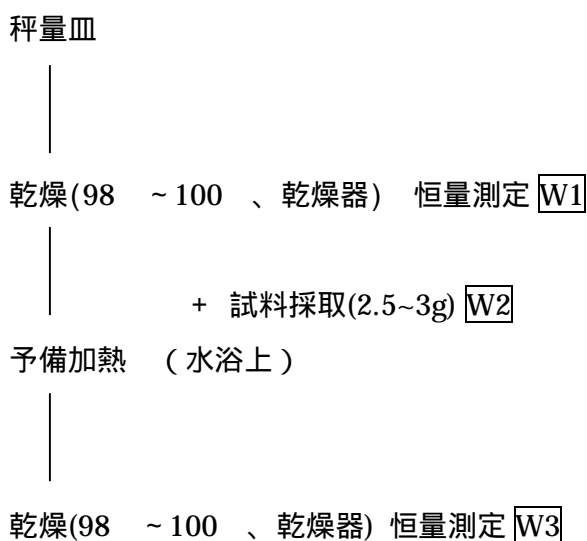 秤量皿
乾燥(98　~100　、乾燥器)　恒量測定 W1
+ 試料採取(2.5~3g) W2
予備加熱　（水浴上）
乾燥(98　~100　、乾燥器) 恒量測定 W3